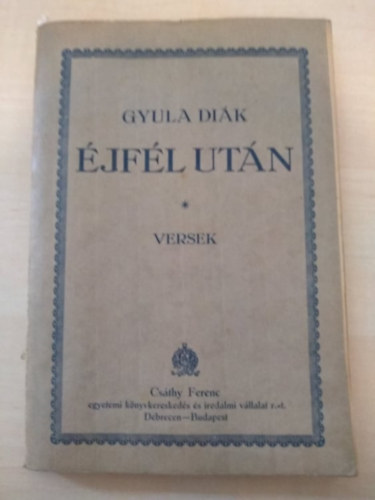 GYULA DIÁK
ÉJFÉL UTÁN
*
VERSEK
Csáthy Ferenc
egyetemi könyvkereskedés és irodalmi vállalat r.-t.
Debrecen—Budapest